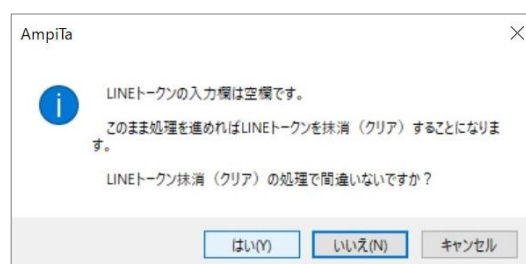 AmpiTa
LINEトークンの入力欄は空欄です。
このまま処理を進めればLINEトークンを抹消（クリア）することになりま
す。
LINEトークン抹消（クリア）の処理で間違いないですか？
はい(Y)
いいえ(N)
キャンセル